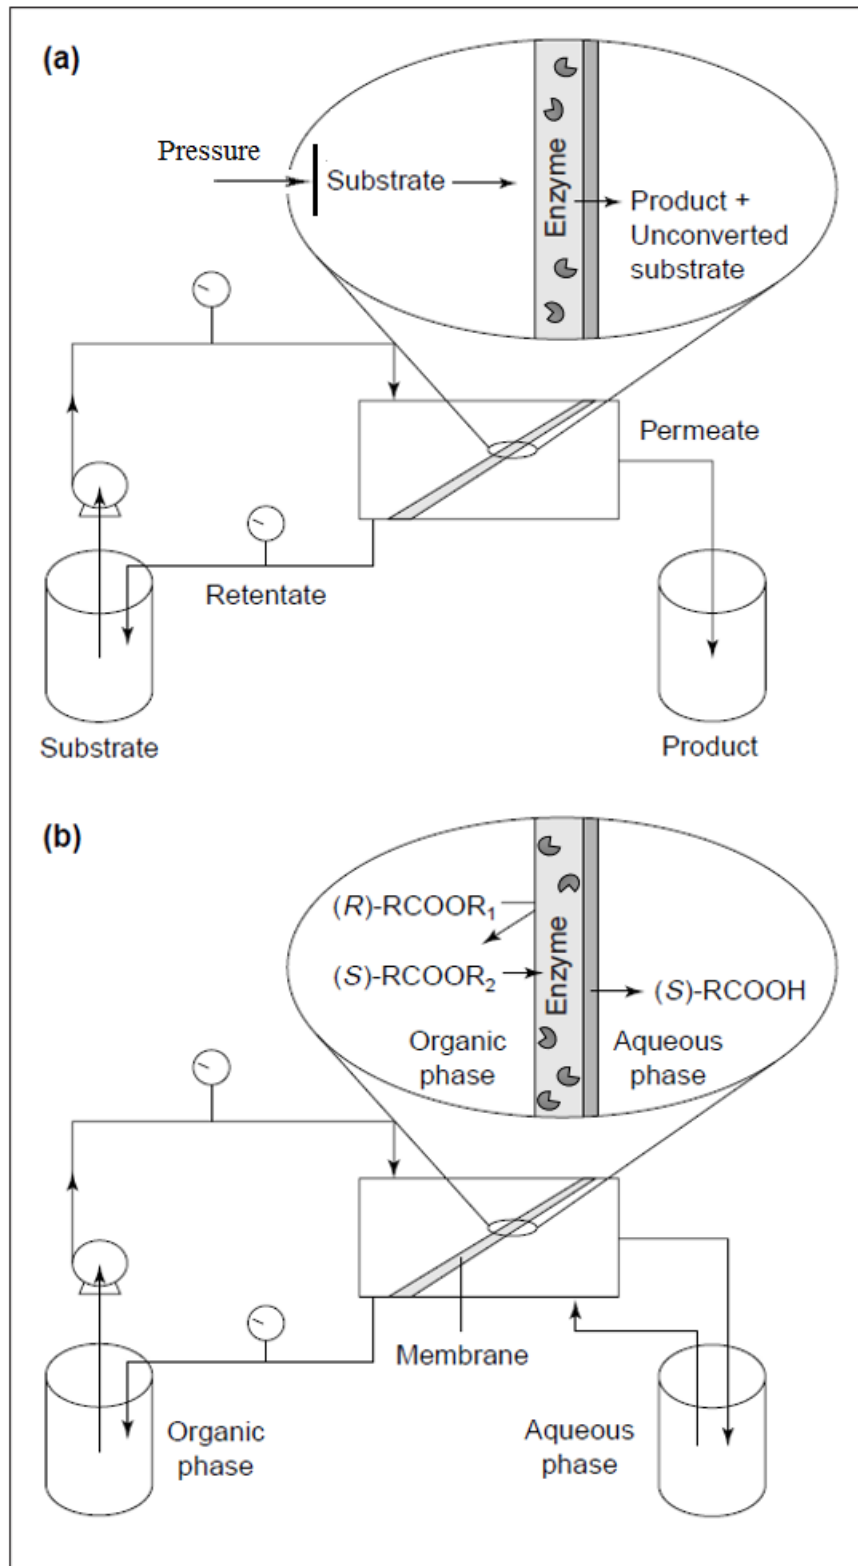 (a)
Pressure
Substrate
Enzyme
Product +
Unconverted
substrate
Permeate
Retentate
Substrate
Product
(b)
(R)-RCOOR₁
(S)-RCOOR₂
Enzyme
(S)-RCOOH
Organic
phase
Aqueous
phase
Membrane
Organic
phase
Aqueous
phase